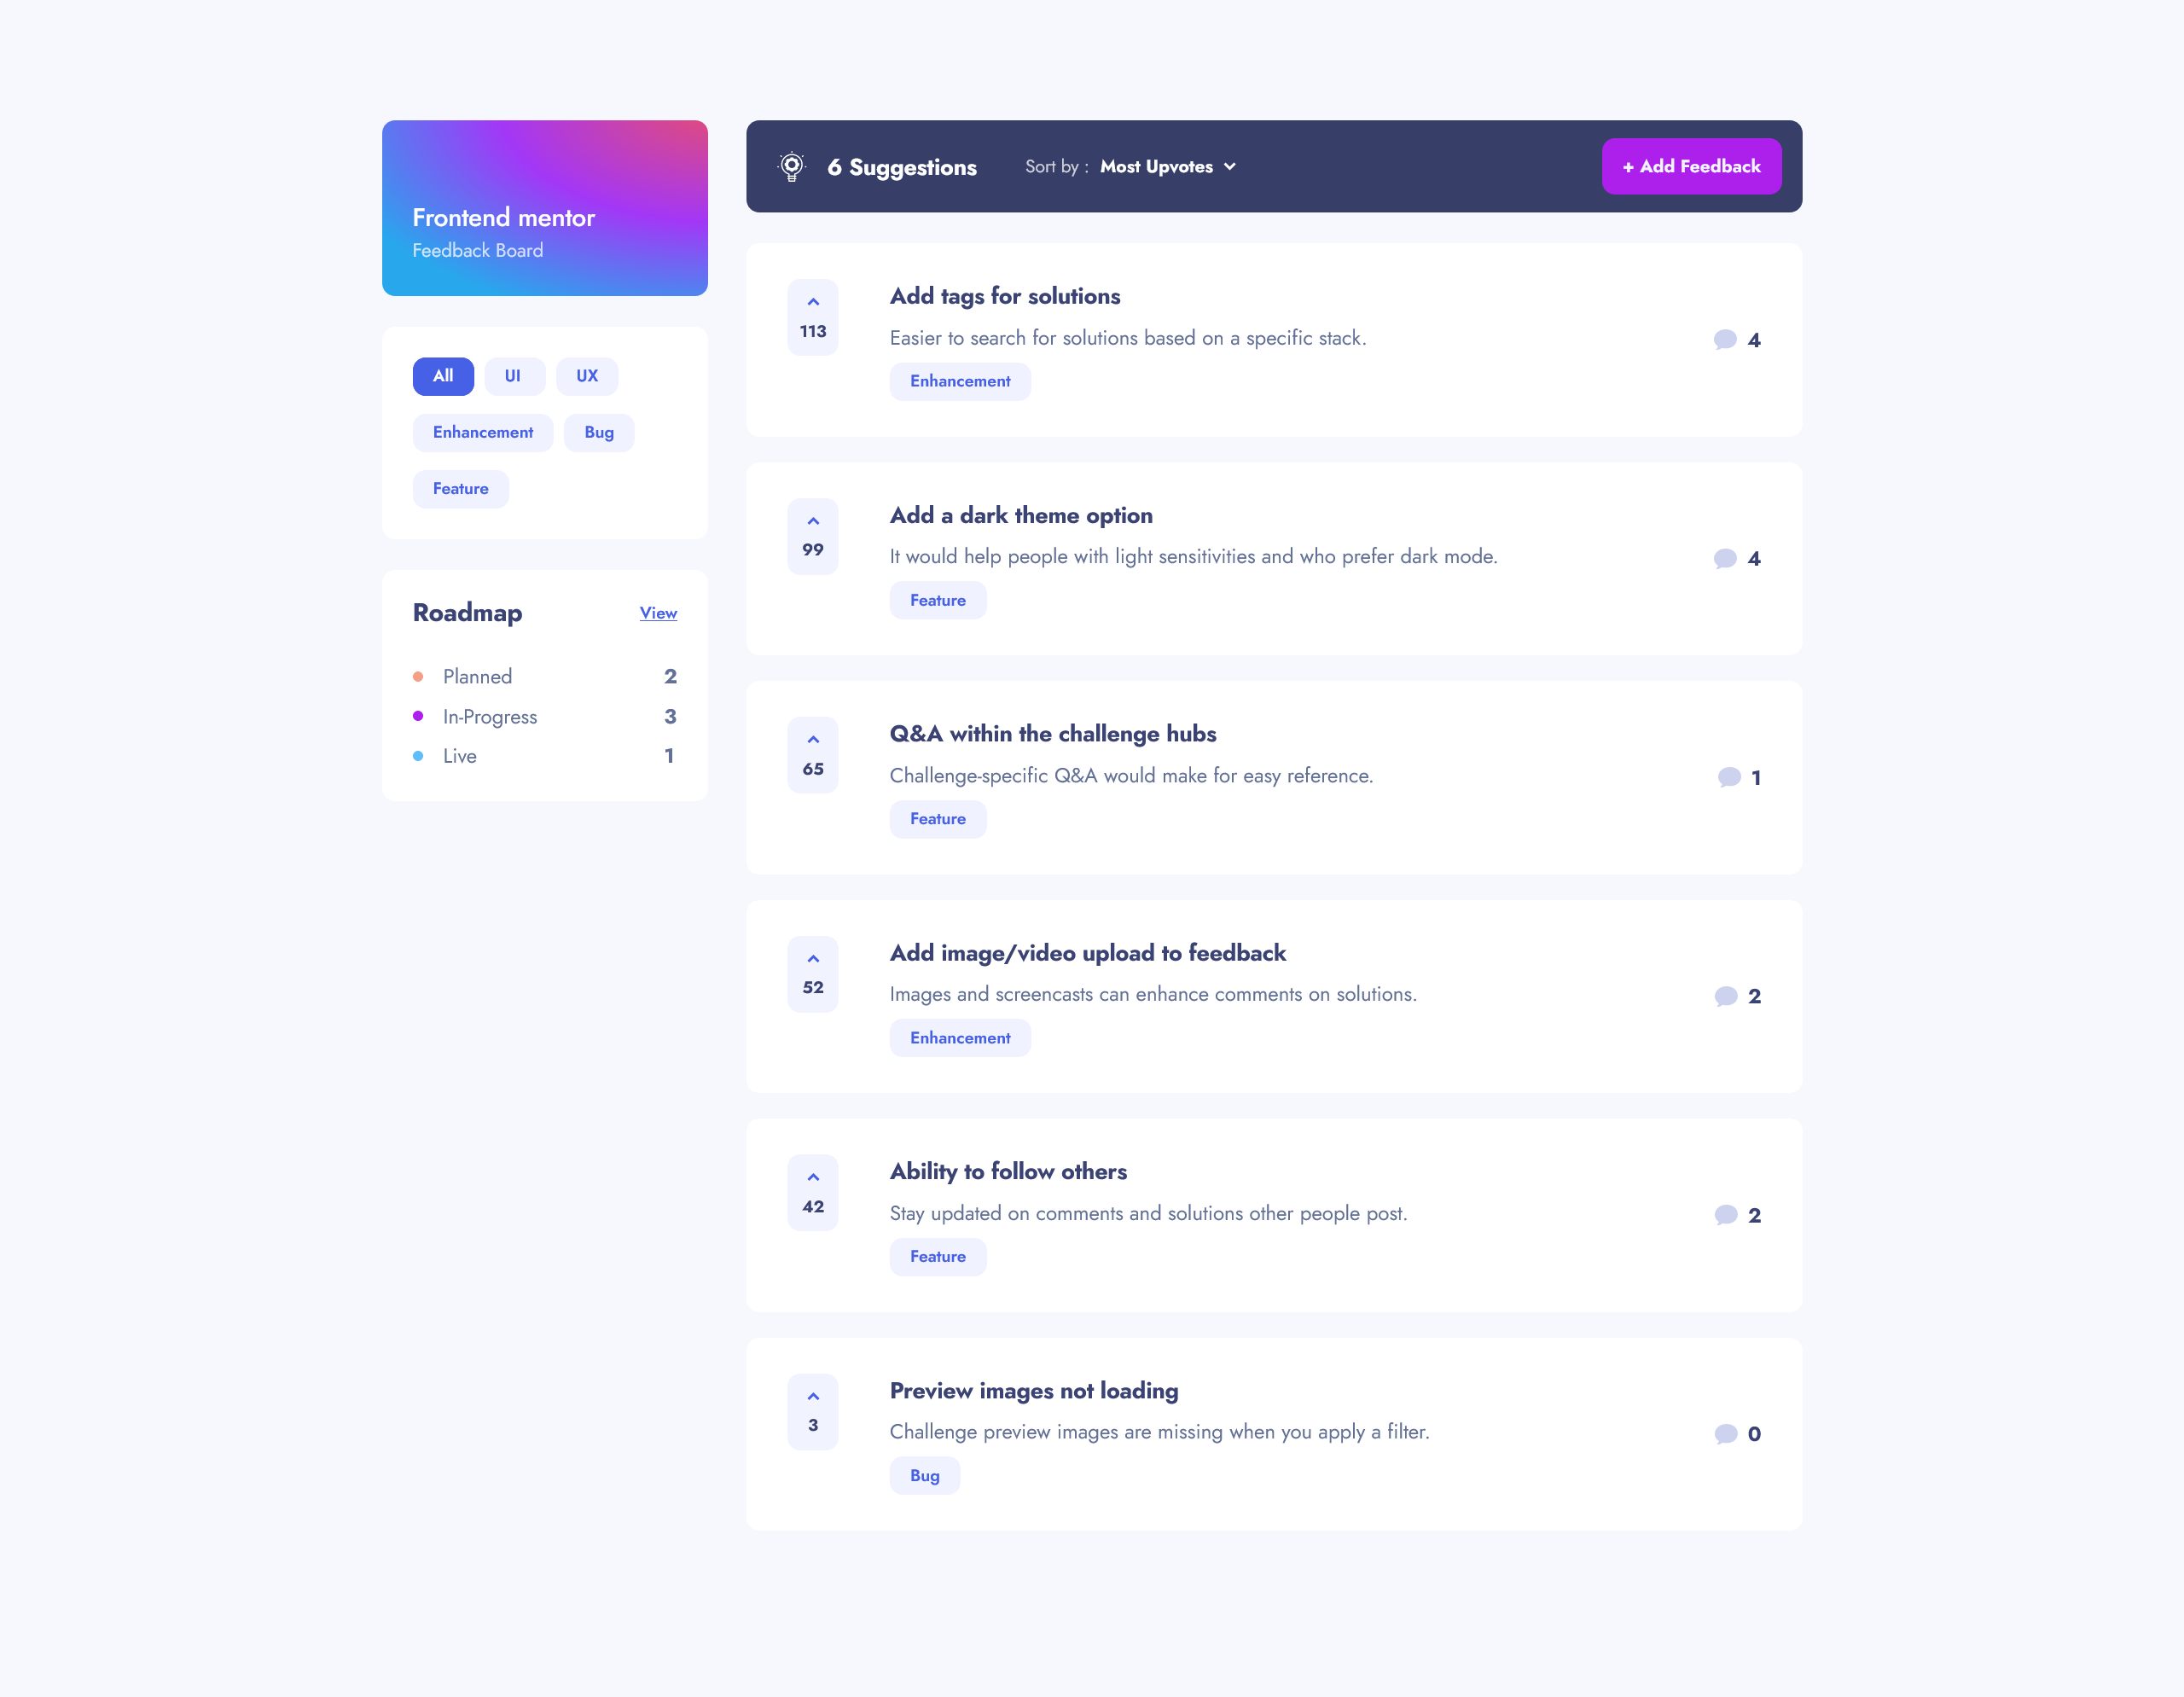 Frontend mentor
Feedback Board
All UI UX
Enhancement Bug
Feature
Roadmap View
Planned 2
In-Progress 3
Live 1
6 Suggestions Sort by : Most Upvotes + Add Feedback
113
Add tags for solutions
Easier to search for solutions based on a specific stack.
Enhancement
4
99
Add a dark theme option
It would help people with light sensitivities and who prefer dark mode.
Feature
4
65
Q&A within the challenge hubs
Challenge-specific Q&A would make for easy reference.
Feature
1
52
Add image/video upload to feedback
Images and screencasts can enhance comments on solutions.
Enhancement
2
42
Ability to follow others
Stay updated on comments and solutions other people post.
Feature
2
3
Preview images not loading
Challenge preview images are missing when you apply a filter.
Bug
0